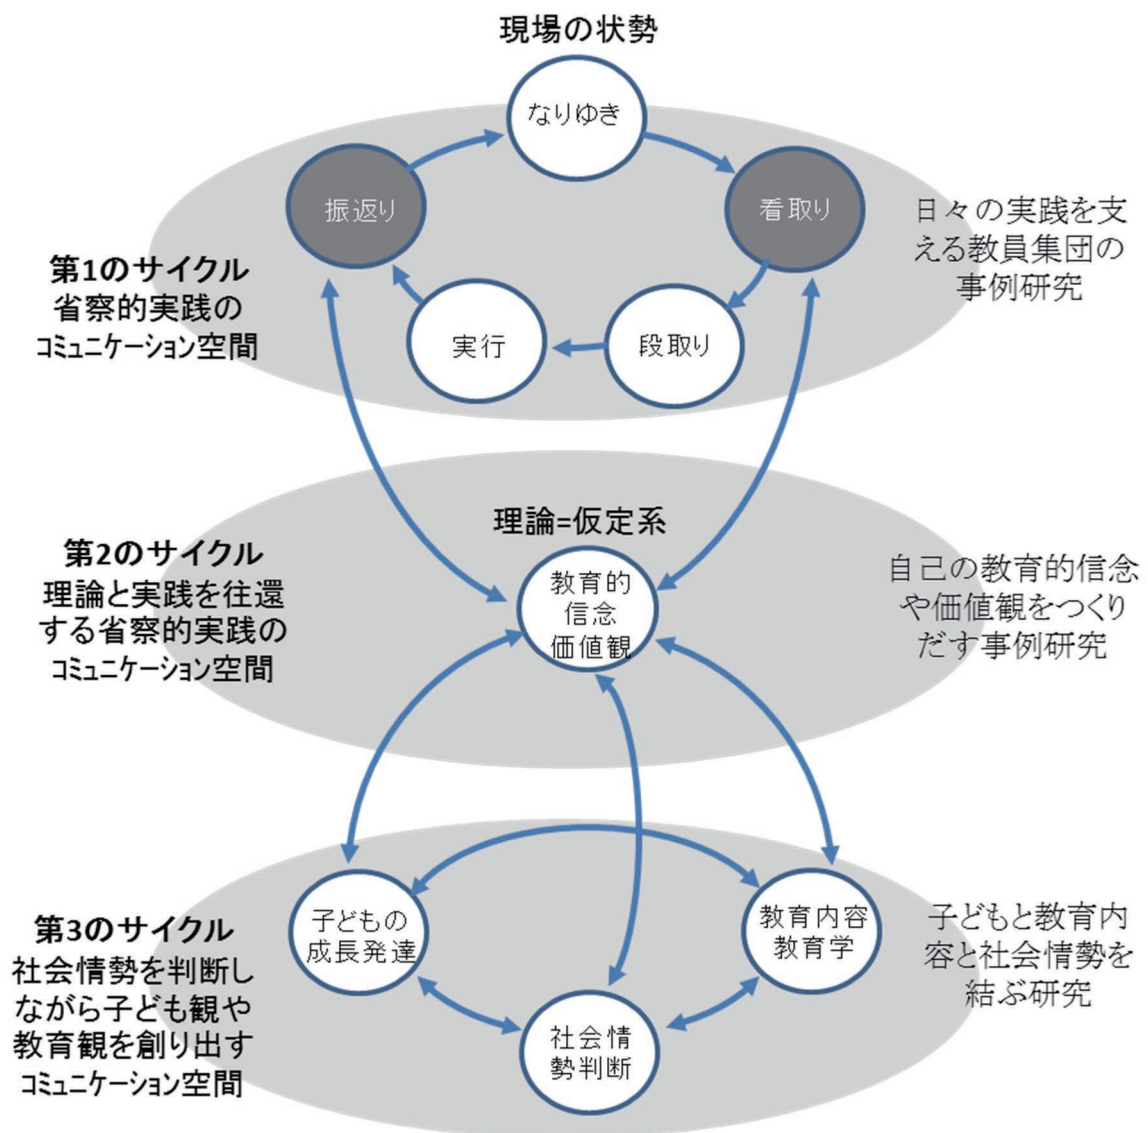 現場の状勢
なりゆき
振返り
看取り
実行
段取り
第1のサイクル
省察的実践の
コミュニケーション空間
日々の実践を支
える教員集団の
事例研究
理論=仮定系
教育的
信念
価値観
第2のサイクル
理論と実践を往還
する省察的実践の
コミュニケーション空間
自己の教育的信念
や価値観をつくり
だす事例研究
子どもの
成長発達
教育内容
教育学
社会情
勢判断
第3のサイクル
社会情勢を判断し
ながら子ども観や
教育観を創り出す
コミュニケーション空間
子どもと教育内
容と社会情勢を
結ぶ研究